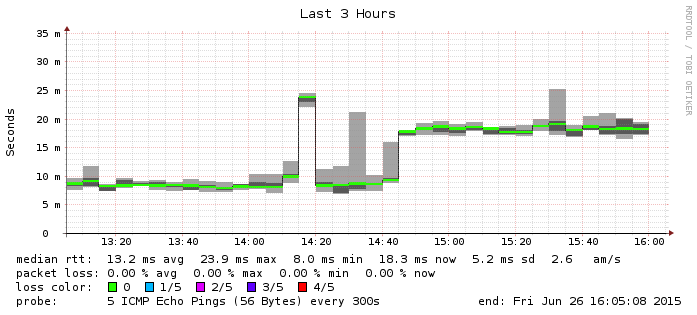 Last 3 Hours
RRDTOOL / TOBI OETIKER
Seconds
35 m
30 m
25 m
20 m
15 m
10 m
5 m
0
13:20 13:40 14:00 14:20 14:40 15:00 15:20 15:40 16:00
median rtt: 13.2 ms avg 23.9 ms max 8.0 ms min 18.3 ms now 5.2 ms sd 2.6 am/s
packet loss: 0.00 % avg 0.00 % max 0.00 % min 0.00 % now
loss color: 0 1/5 2/5 3/5 4/5
probe: 5 ICMP Echo Pings (56 Bytes) every 300s end: Fri Jun 26 16:05:08 2015